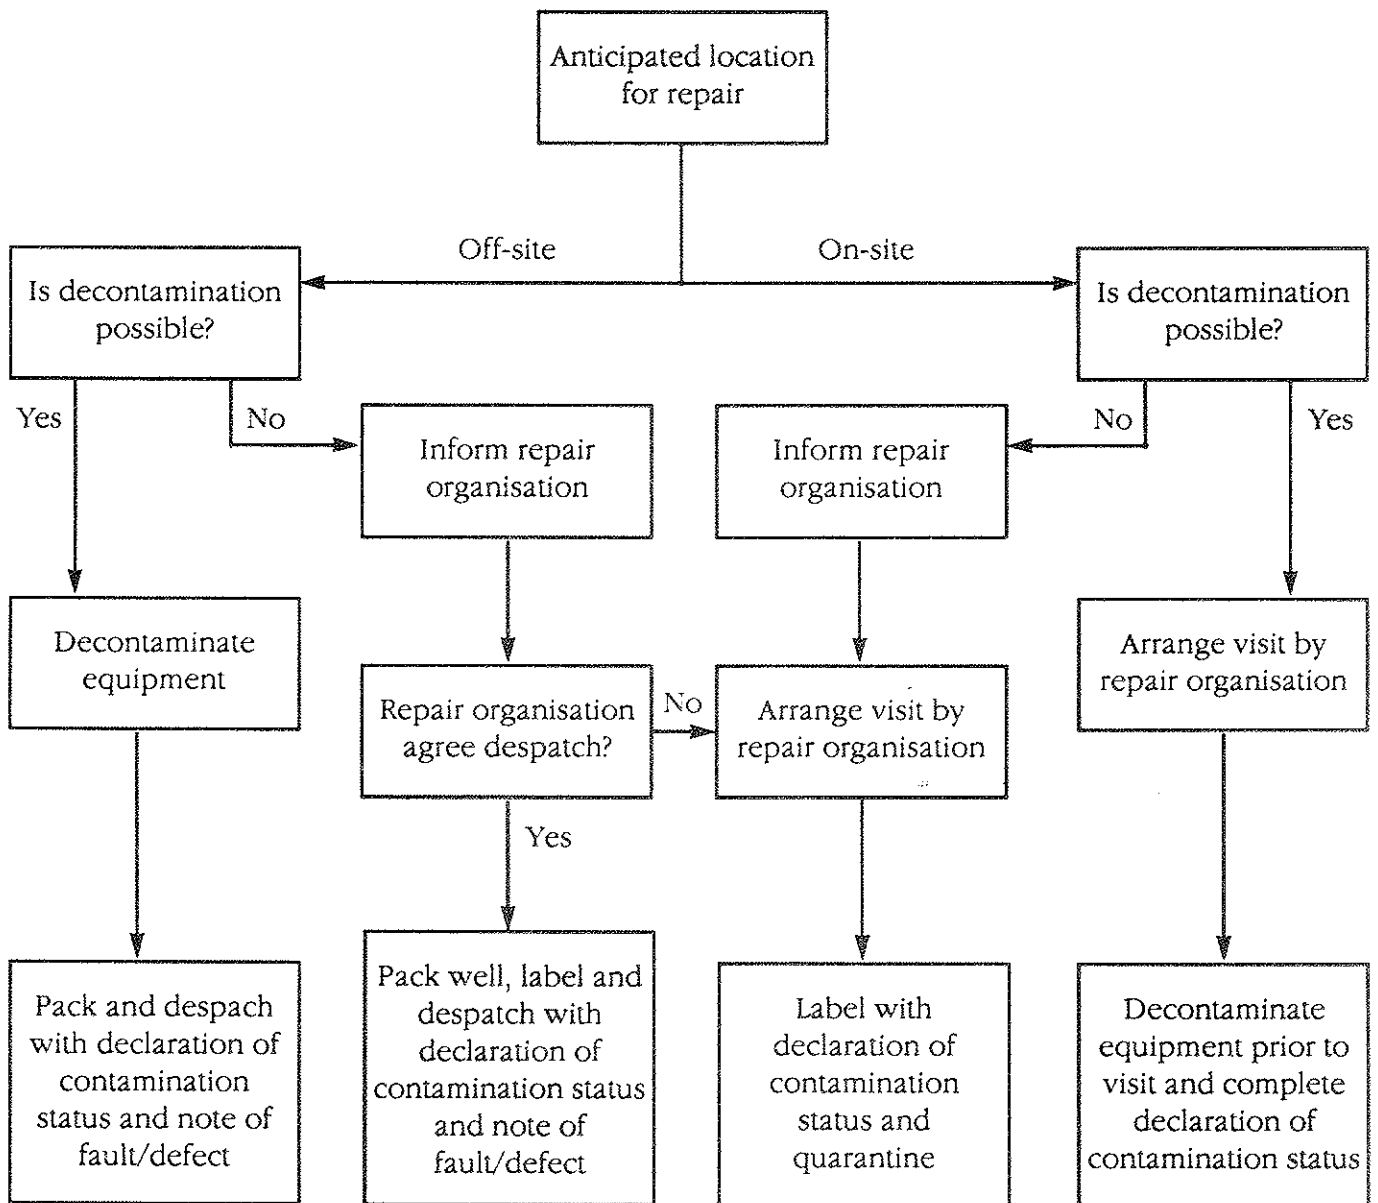 Anticipated location
for repair
Off-site
On-site
Is decontamination
possible?
Is decontamination
possible?
Yes
No
No
Yes
Inform repair
organisation
Inform repair
organisation
Decontaminate
equipment
Repair organisation
agree despatch?
No
Arrange visit by
repair organisation
Arrange visit by
repair organisation
Yes
Pack and despach
with declaration of
contamination
status and note of
fault/defect
Pack well, label and
despatch with
declaration of
contamination status
and note of
fault/defect
Label with
declaration of
contamination
status and
quarantine
Decontaminate
equipment prior to
visit and complete
declaration of
contamination status